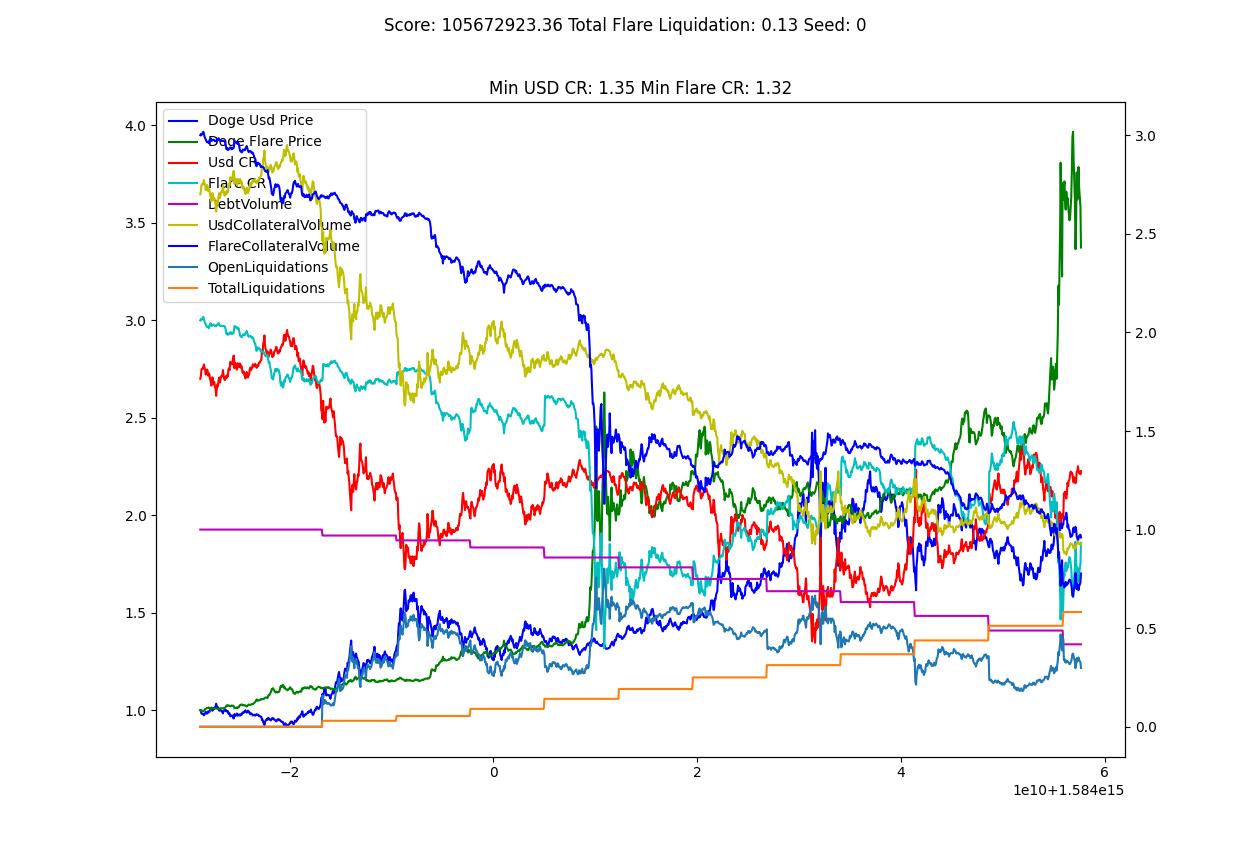 Score: 105672923.36 Total Flare Liquidation: 0.13 Seed: 0
Min USD CR: 1.35 Min Flare CR: 1.32
Doge Usd Price
Doge Flare Price
Usd CR
Flare CR
DebtVolume
UsdCollateralVolume
FlareCollateralVolume
OpenLiquidations
TotalLiquidations
4.0
3.5
3.0
2.5
2.0
1.5
1.0
3.0
2.5
2.0
1.5
1.0
0.5
0.0
−2 0 2 4 6
1e10+1.584e15